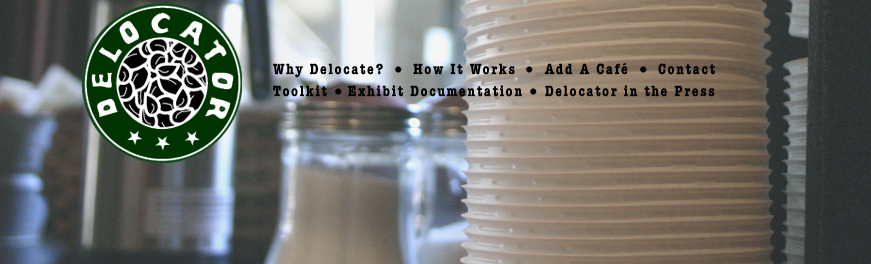 DELOCATOR
Why Delocate? • How It Works • Add A Café • Contact
Toolkit • Exhibit Documentation • Delocator in the Press